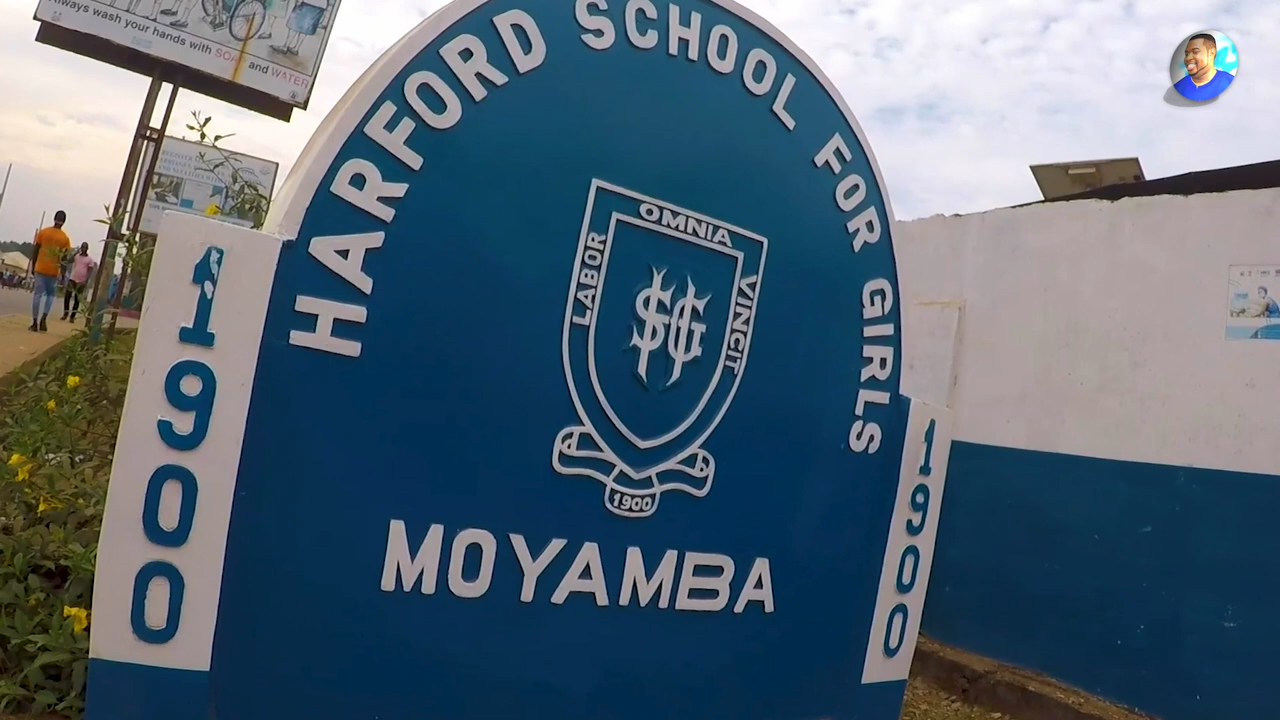 Always wash your hands with SOAP and WATER
HARFORD SCHOOL FOR GIRLS
LABOR OMNIA VINCIT
HSG
1900
MOYAMBA
1900
1900